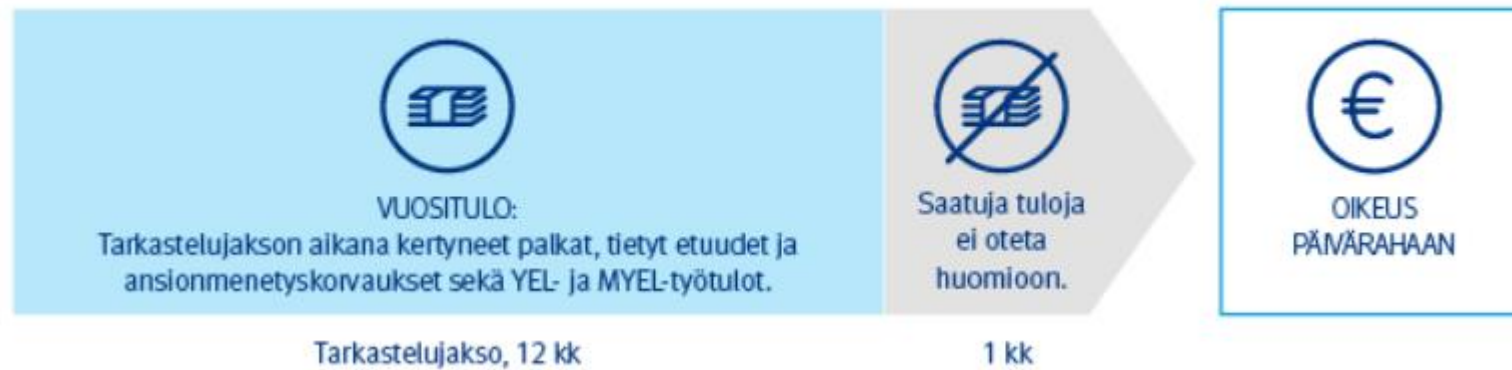 VUOSITULO:
Tarkastelujakson aikana kertyneet palkat, tietyt etuudet ja
ansionmenetyskorvaukset sekä YEL- ja MYEL-työtulot.
Tarkastelujakso, 12 kk
Saatuja tuloja
ei oteta
huomioon.
1 kk
€
OIKEUS
PÄIVÄRAHAAN